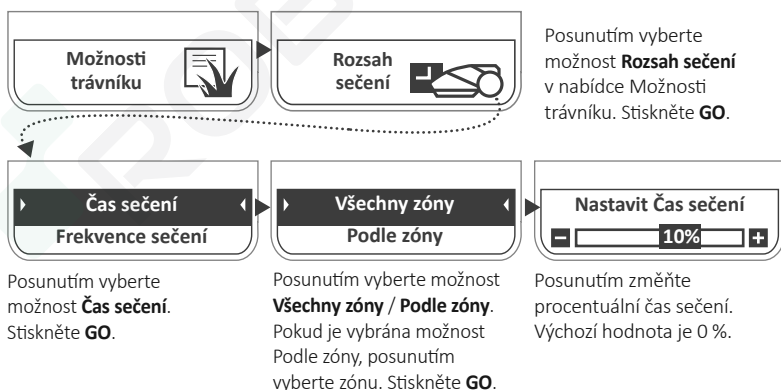 Možnosti
trávníku
Rozsah
sečení
Posunutím vyberte
možnost Rozsah sečení
v nabídce Možnosti
trávníku. Stiskněte GO.
Čas sečení
Frekvence sečení
Posunutím vyberte
možnost Čas sečení.
Stiskněte GO.
Všechny zóny
Podle zóny
Posunutím vyberte možnost
Všechny zóny / Podle zóny.
Pokud je vybrána možnost
Podle zóny, posunutím
vyberte zónu. Stiskněte GO.
Nastavit Čas sečení
10%
Posunutím změňte
procentuální čas sečení.
Výchozí hodnota je 0 %.